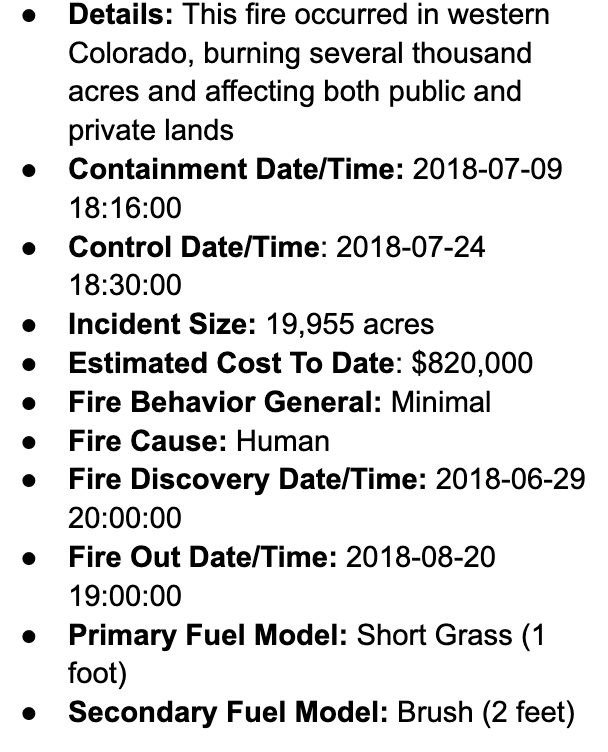 ● Details: This fire occurred in western
Colorado, burning several thousand
acres and affecting both public and
private lands
● Containment Date/Time: 2018-07-09
18:16:00
● Control Date/Time: 2018-07-24
18:30:00
● Incident Size: 19,955 acres
● Estimated Cost To Date: $820,000
● Fire Behavior General: Minimal
● Fire Cause: Human
● Fire Discovery Date/Time: 2018-06-29
20:00:00
● Fire Out Date/Time: 2018-08-20
19:00:00
● Primary Fuel Model: Short Grass (1
foot)
● Secondary Fuel Model: Brush (2 feet)